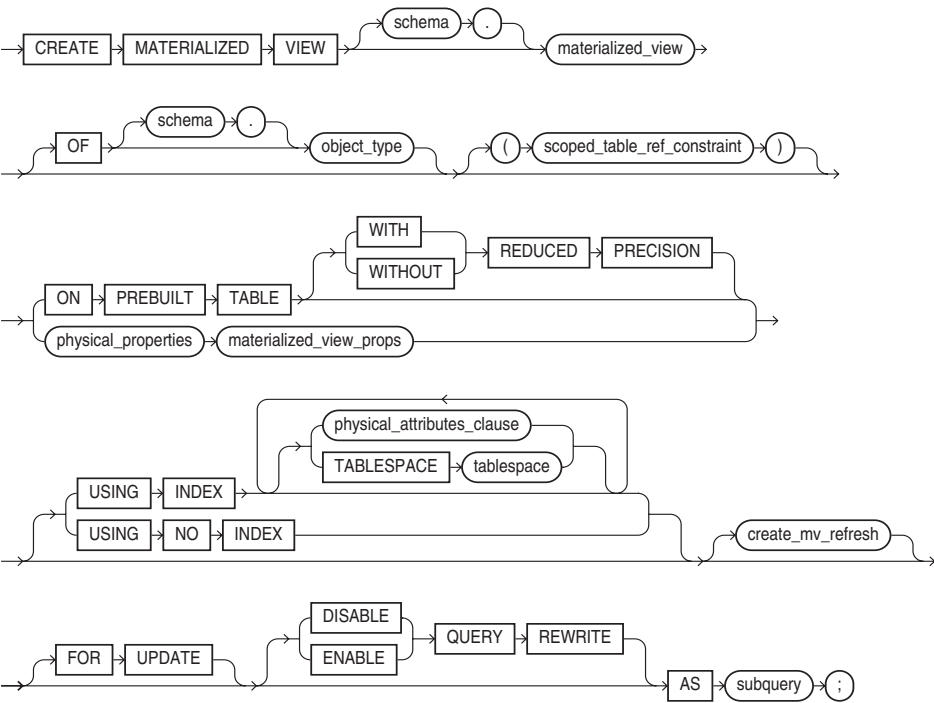 schema .
CREATE MATERIALIZED VIEW materialized_view
schema .
OF object_type ( scoped_table_ref_constraint )
WITH
REDUCED PRECISION
WITHOUT
ON PREBUILT TABLE
physical_properties materialized_view_props
physical_attributes_clause
TABLESPACE tablespace
USING INDEX
USING NO INDEX create_mv_refresh
DISABLE
QUERY REWRITE
FOR UPDATE ENABLE
AS subquery ;